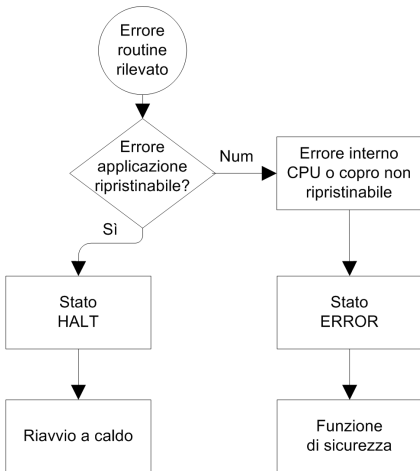 Errore
routine
rilevato
Errore
applicazione
ripristinabile?
Num
Errore interno
CPU o copro non
ripristinabile
Sì
Stato
HALT
Stato
ERROR
Riavvio a caldo
Funzione
di sicurezza